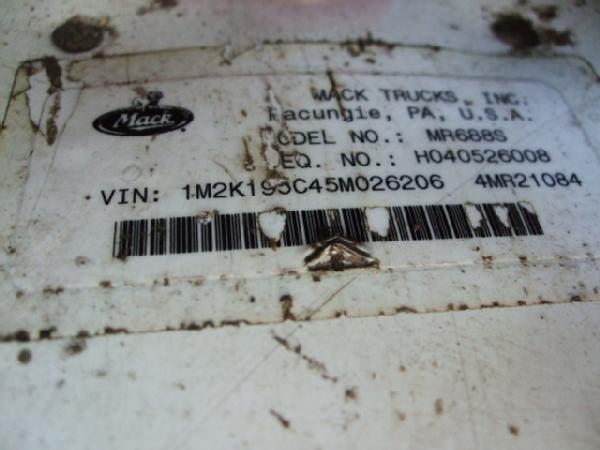 Mack
MACK TRUCKS, INC.
Macungie, PA, U.S.A.
ODEL NO.: MR688S
EQ. NO.: H040526008
VIN: 1M2K195C45M026206 4MR21084